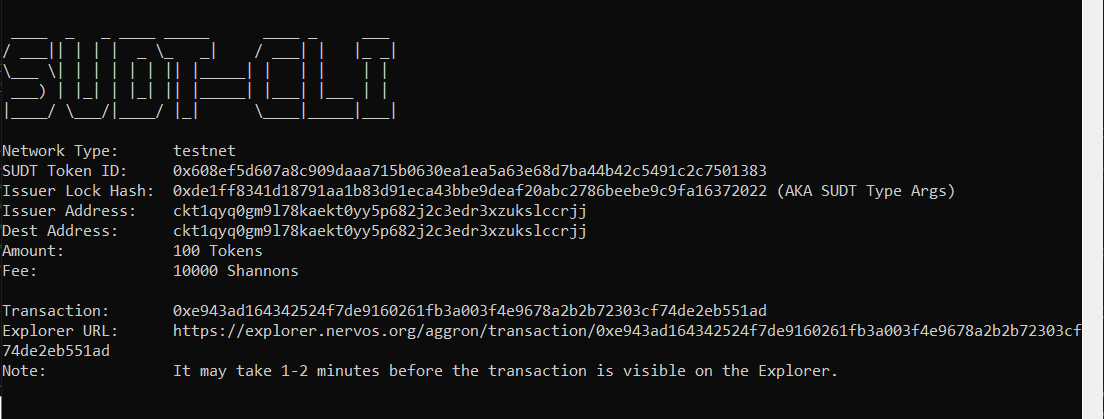 SUDT-CLI
Network Type: testnet
SUDT Token ID: 0x608ef5d607a8c909daaa715b0630ea1ea5a63e68d7ba44b42c5491c2c7501383
Issuer Lock Hash: 0xde1ff8341d18791aa1b83d91eca43bbe9deaf20abc2786beebe9c9fa16372022 (AKA SUDT Type Args)
Issuer Address: ckt1qyq0gm9l78kaekt0yy5p682j2c3edr3xzukslccrjj
Dest Address: ckt1qyq0gm9l78kaekt0yy5p682j2c3edr3xzukslccrjj
Amount: 100 Tokens
Fee: 10000 Shannons
Transaction: 0xe943ad164342524f7de9160261fb3a003f4e9678a2b2b72303cf74de2eb551ad
Explorer URL: https://explorer.nervos.org/aggron/transaction/0xe943ad164342524f7de9160261fb3a003f4e9678a2b2b72303cf
74de2eb551ad
Note: It may take 1-2 minutes before the transaction is visible on the Explorer.